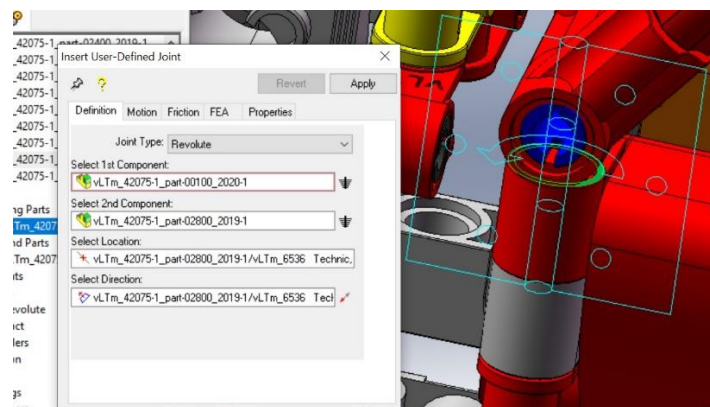 _42075-1_part-02400_2019-1
_42075-1
_42075-1
_42075-1
_42075-1
_42075-1
_42075-1
_42075-1
_42075-1
ng Parts
Tm_4207
nd Parts
Tm_4207
nts
evolute
ct
lers
on
gs
Insert User-Defined Joint
Revert Apply
Definition Motion Friction FEA Properties
Joint Type: Revolute
Select 1st Component:
vLTm_42075-1_part-00100_2020-1
Select 2nd Component:
vLTm_42075-1_part-02800_2019-1
Select Location:
vLTm_42075-1_part-02800_2019-1/vLTm_6536 Technic,
Select Direction:
vLTm_42075-1_part-02800_2019-1/vLTm_6536 Tech